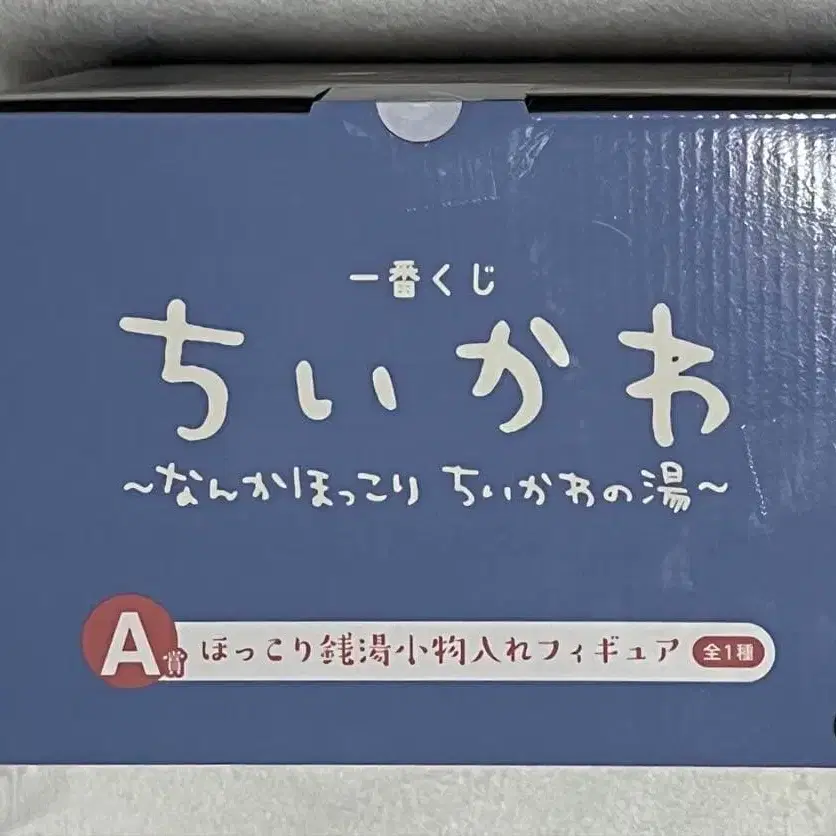 一番くじ
ちいかわ
~なんかほっこり ちいかわの湯~
A賞 ほっこり銭湯小物入れフィギュア 全1種